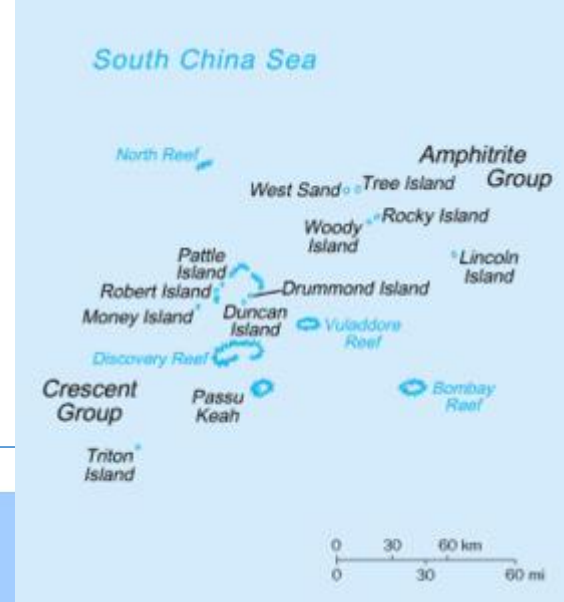 South China Sea
North Reef
Amphitrite
Group
West Sand
Tree Island
Rocky Island
Woody
Island
Lincoln
Island
Pattle
Island
Robert Island
Drummond Island
Money Island
Duncan
Island
Vuladdore
Reef
Discovery Reef
Crescent
Group
Passu
Keah
Bombay
Reef
Triton
Island
0 30 60 km
0 30 60 mi